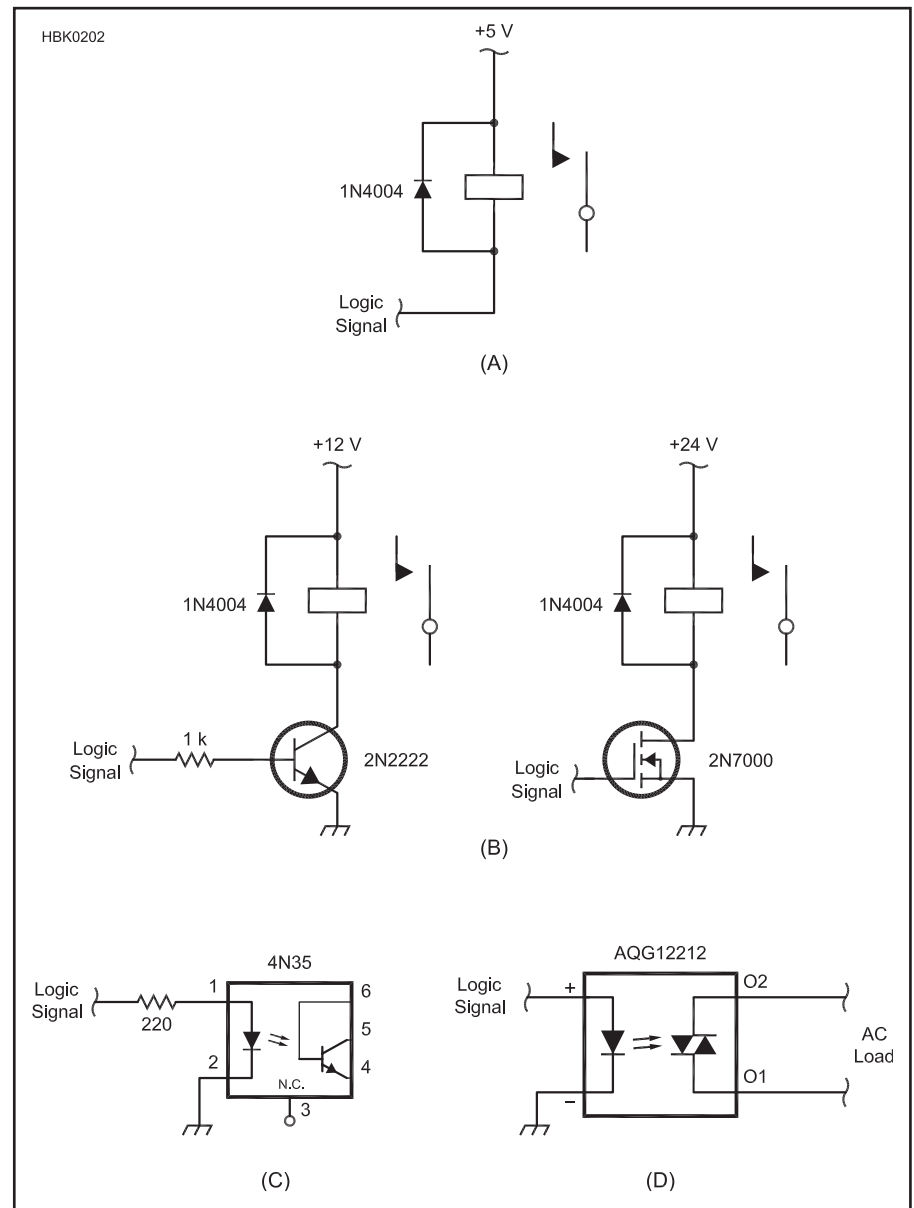 HBK0202
+5 V
1N4004
Logic
Signal
(A)
+12 V
1N4004
1 k
Logic
Signal
2N2222
+24 V
1N4004
Logic
Signal
2N7000
(B)
4N35
Logic
Signal
220
1
2
N.C.
3
6
5
4
(C)
AQG12212
Logic
Signal
+
–
O2
O1
AC
Load
(D)